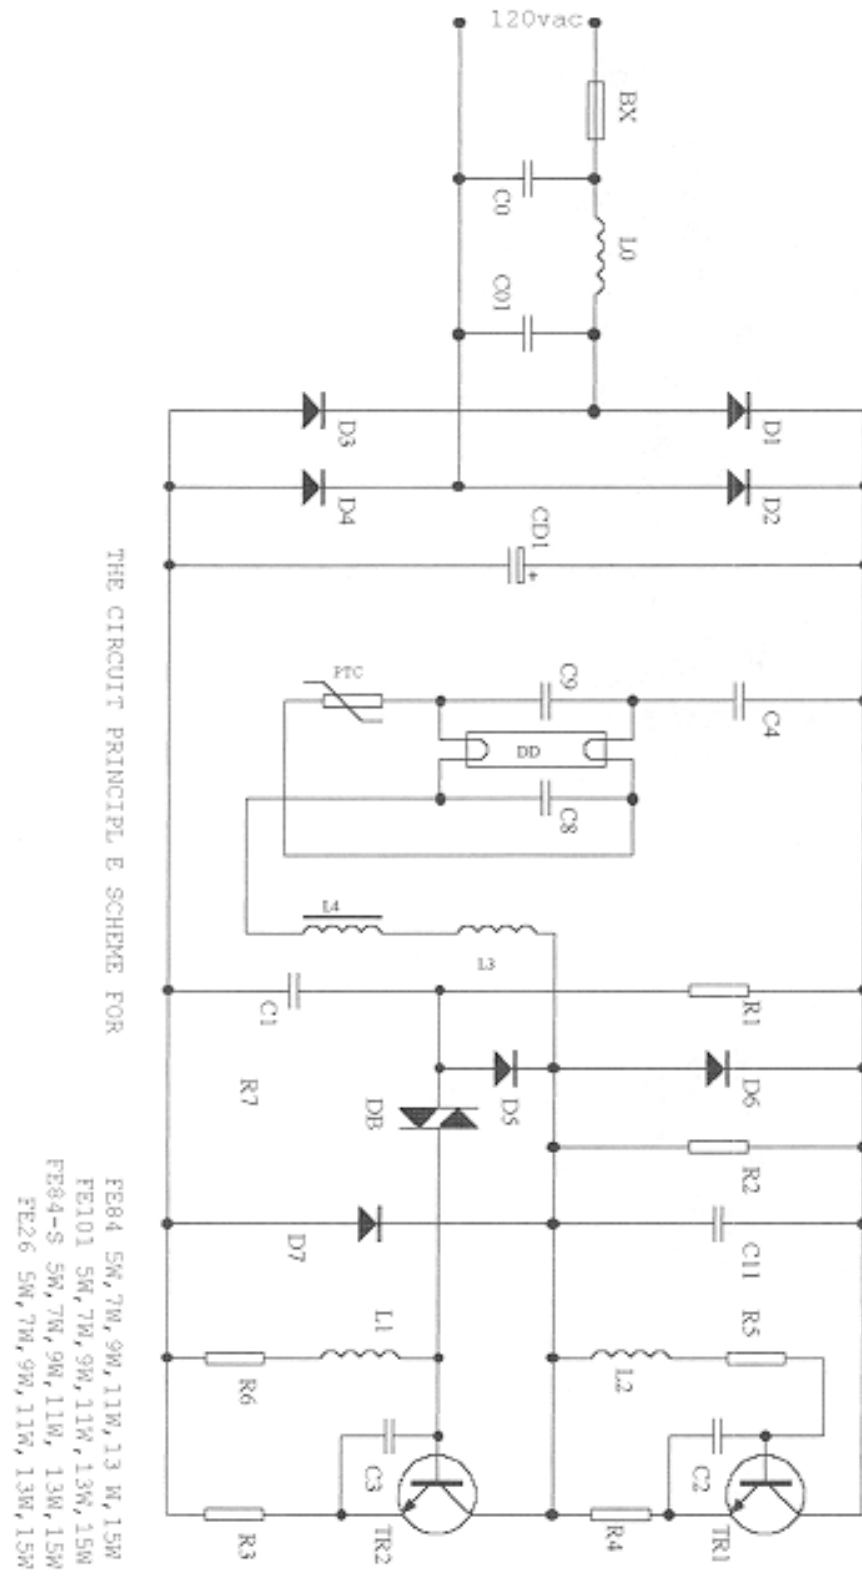 120vac
BX
C0
L0
C01
D3
D1
D4
D2
CD1
+
PTC
C9
C4
DD
C8
L4
L3
C1
R1
R7
DB
D5
D6
R2
D7
C11
L1
R5
L2
R6
C3
C2
R3
TR2
R4
TR1
THE CIRCUIT PRINCIPL E SCHEME FOR
FE84 5W,7W,9W,11W,13 W,15W
FE101 5W,7W,9W,11W,13W,15W
FE84-S 5W,7W,9W,11W, 13W,15W
FE26 5W,7W,9W,11W, 13W,15W